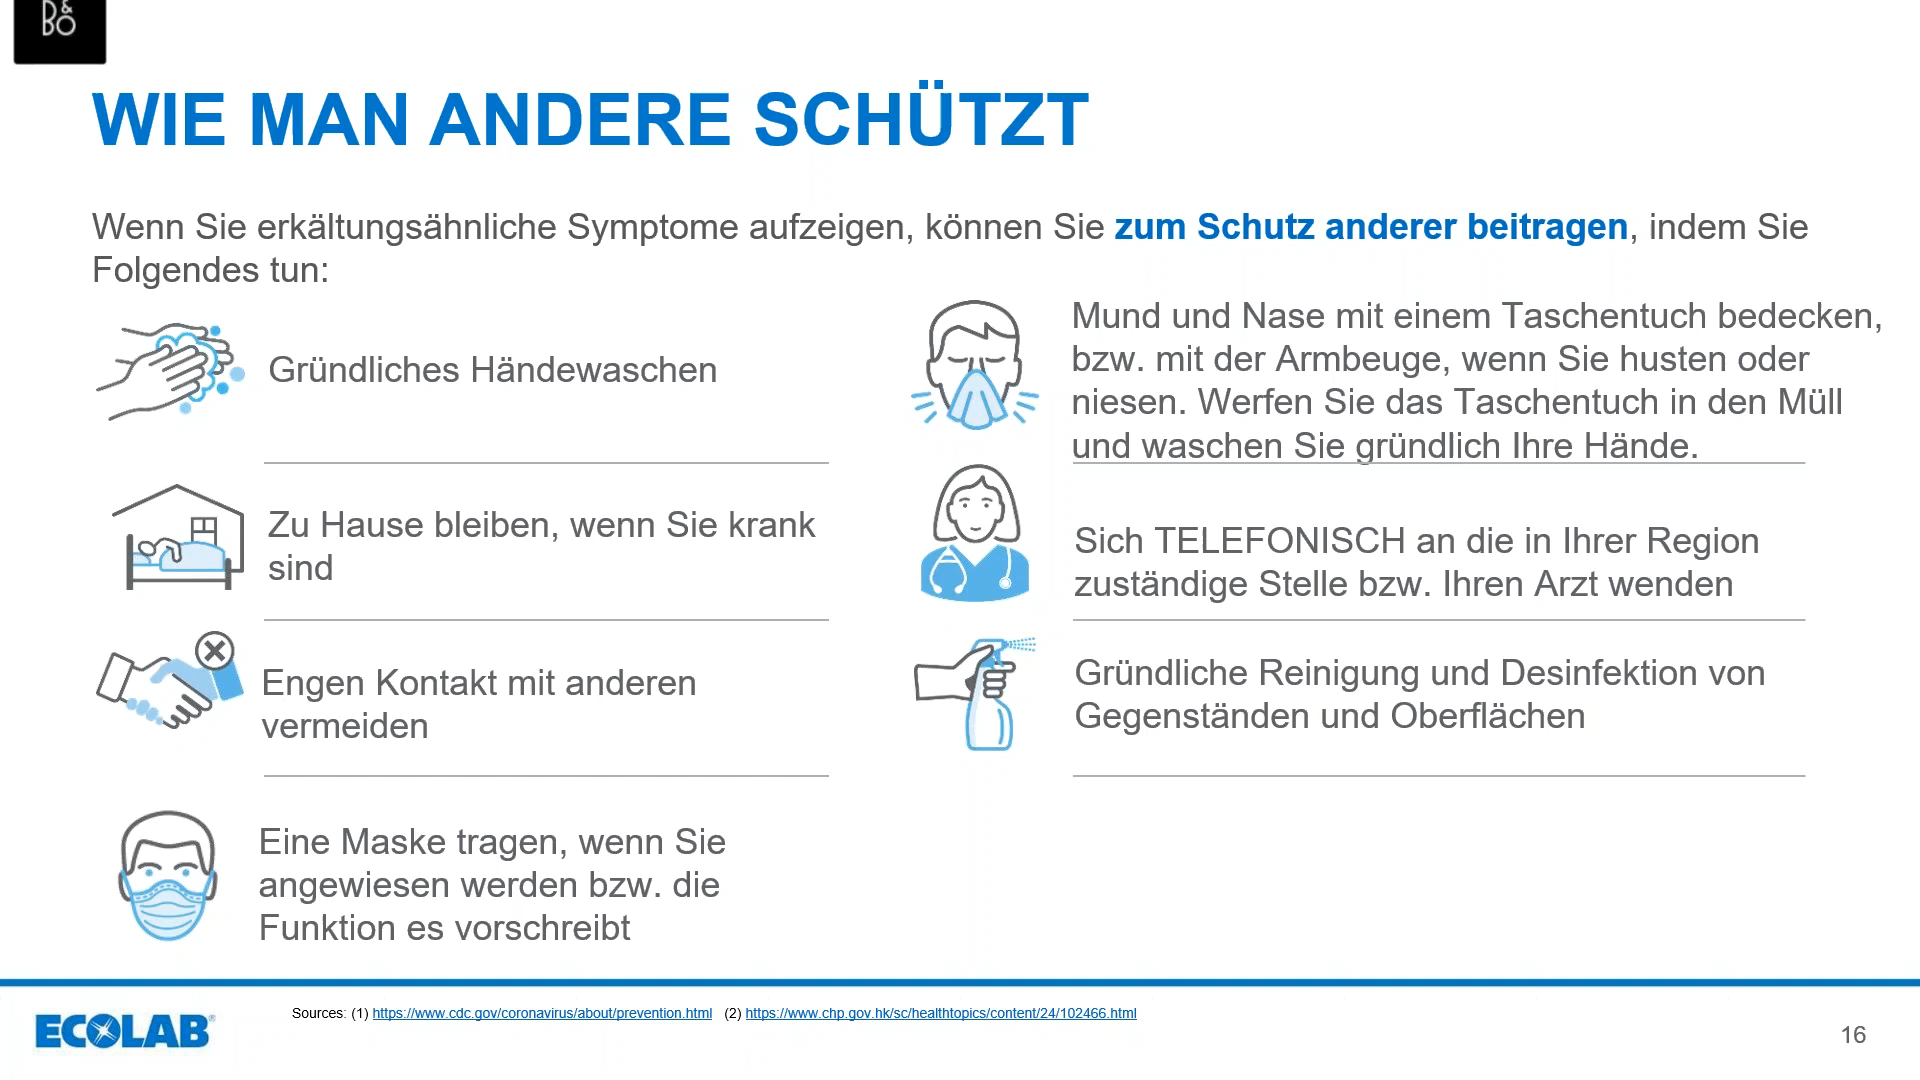 B&O
WIE MAN ANDERE SCHÜTZT
Wenn Sie erkältungsähnliche Symptome aufzeigen, können Sie zum Schutz anderer beitragen, indem Sie
Folgendes tun:
Gründliches Händewaschen
Zu Hause bleiben, wenn Sie krank
sind
Engen Kontakt mit anderen
vermeiden
Eine Maske tragen, wenn Sie
angewiesen werden bzw. die
Funktion es vorschreibt
Mund und Nase mit einem Taschentuch bedecken,
bzw. mit der Armbeuge, wenn Sie husten oder
niesen. Werfen Sie das Taschentuch in den Müll
und waschen Sie gründlich Ihre Hände.
Sich TELEFONISCH an die in Ihrer Region
zuständige Stelle bzw. Ihren Arzt wenden
Gründliche Reinigung und Desinfektion von
Gegenständen und Oberflächen
ECOLAB®
Sources: (1) https://www.cdc.gov/coronavirus/about/prevention.html (2) https://www.chp.gov.hk/sc/healthtopics/content/24/102466.html
16